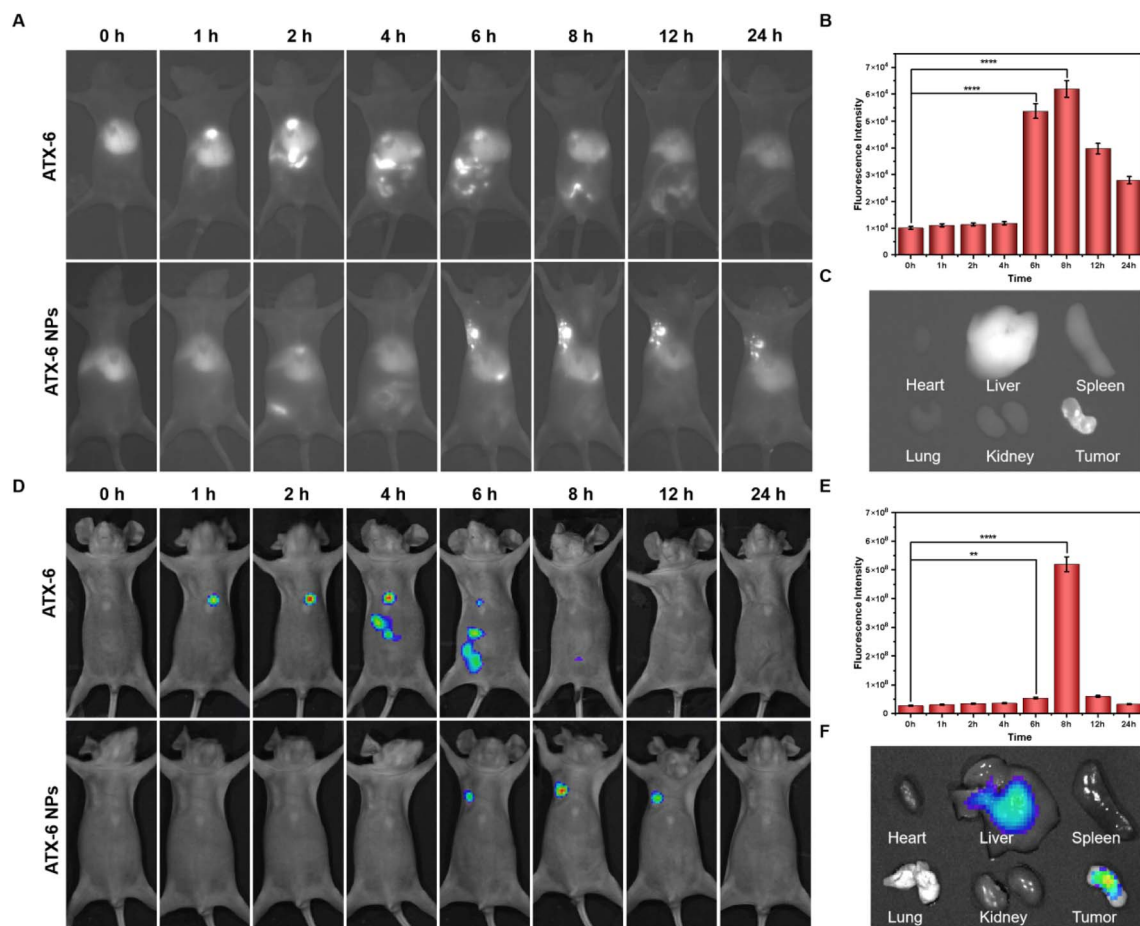 A
0 h 1 h 2 h 4 h 6 h 8 h 12 h 24 h
ATX-6
ATX-6 NPs
B
7×10⁴
6×10⁴
5×10⁴
4×10⁴
3×10⁴
2×10⁴
1×10⁴
0
Fluorescence Intensity
****
****
0h 1h 2h 4h 6h 8h 12h 24h
Time
C
Heart Liver Spleen
Lung Kidney Tumor
D
0 h 1 h 2 h 4 h 6 h 8 h 12 h 24 h
ATX-6
ATX-6 NPs
E
7×10⁸
6×10⁸
5×10⁸
4×10⁸
3×10⁸
2×10⁸
1×10⁸
0
Fluorescence Intensity
****
**
0h 1h 2h 4h 6h 8h 12h 24h
Time
F
Heart Liver Spleen
Lung Kidney Tumor